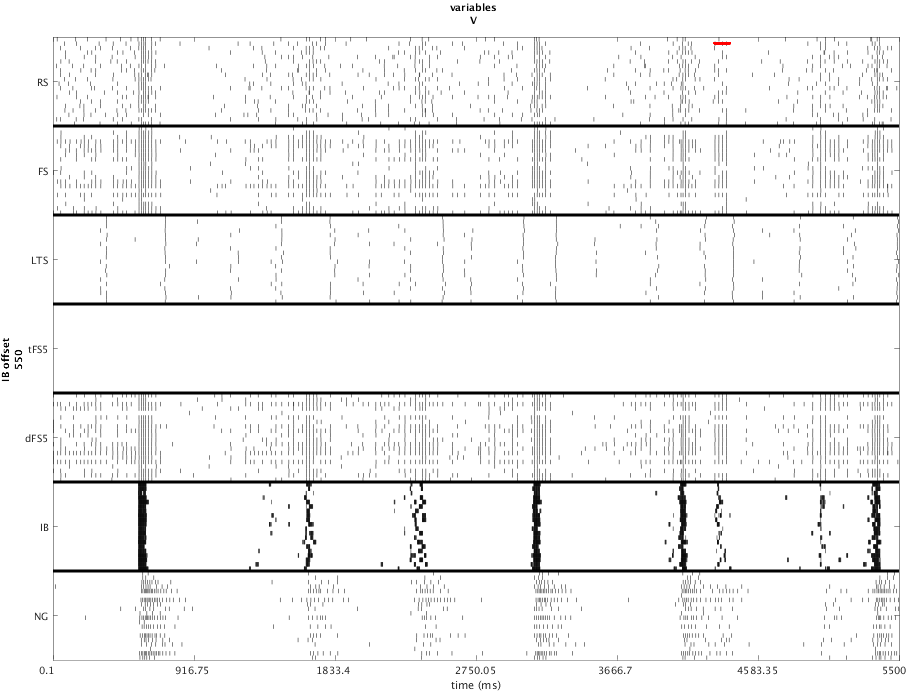 variables
V
RS
FS
LTS
IB offset
550
tFS5
dFS5
IB
NG
0.1
916.75
1833.4
2750.05
3666.7
4583.35
5500
time (ms)